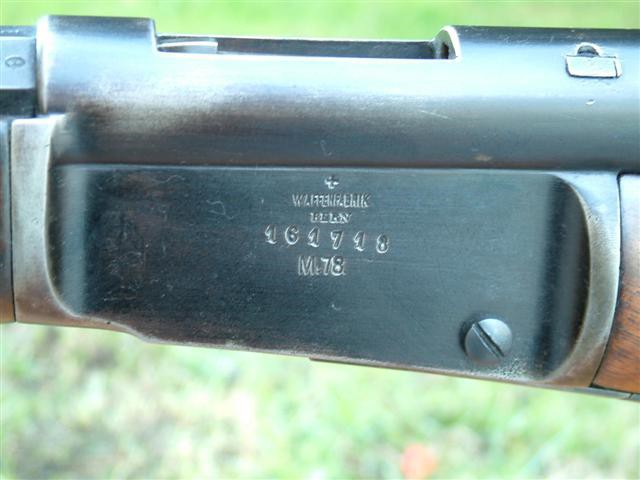 WAFFENFABRIK
BERN
161718
M.78.